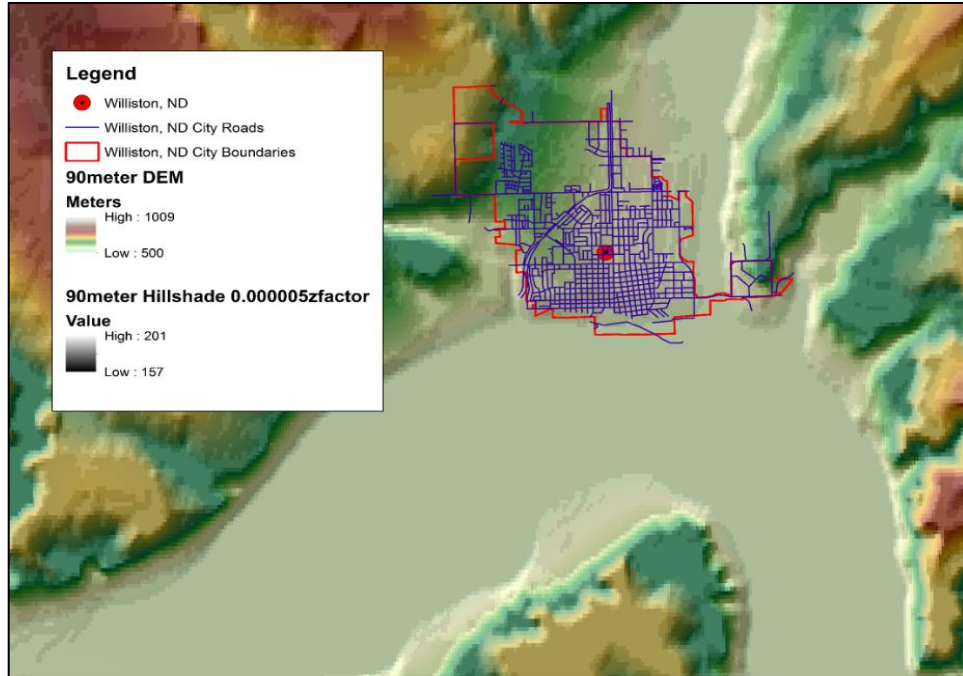 Legend
Williston, ND
Williston, ND City Roads
Williston, ND City Boundaries
90meter DEM
Meters
High : 1009
Low : 500
90meter Hillshade 0.000005zfactor
Value
High : 201
Low : 157